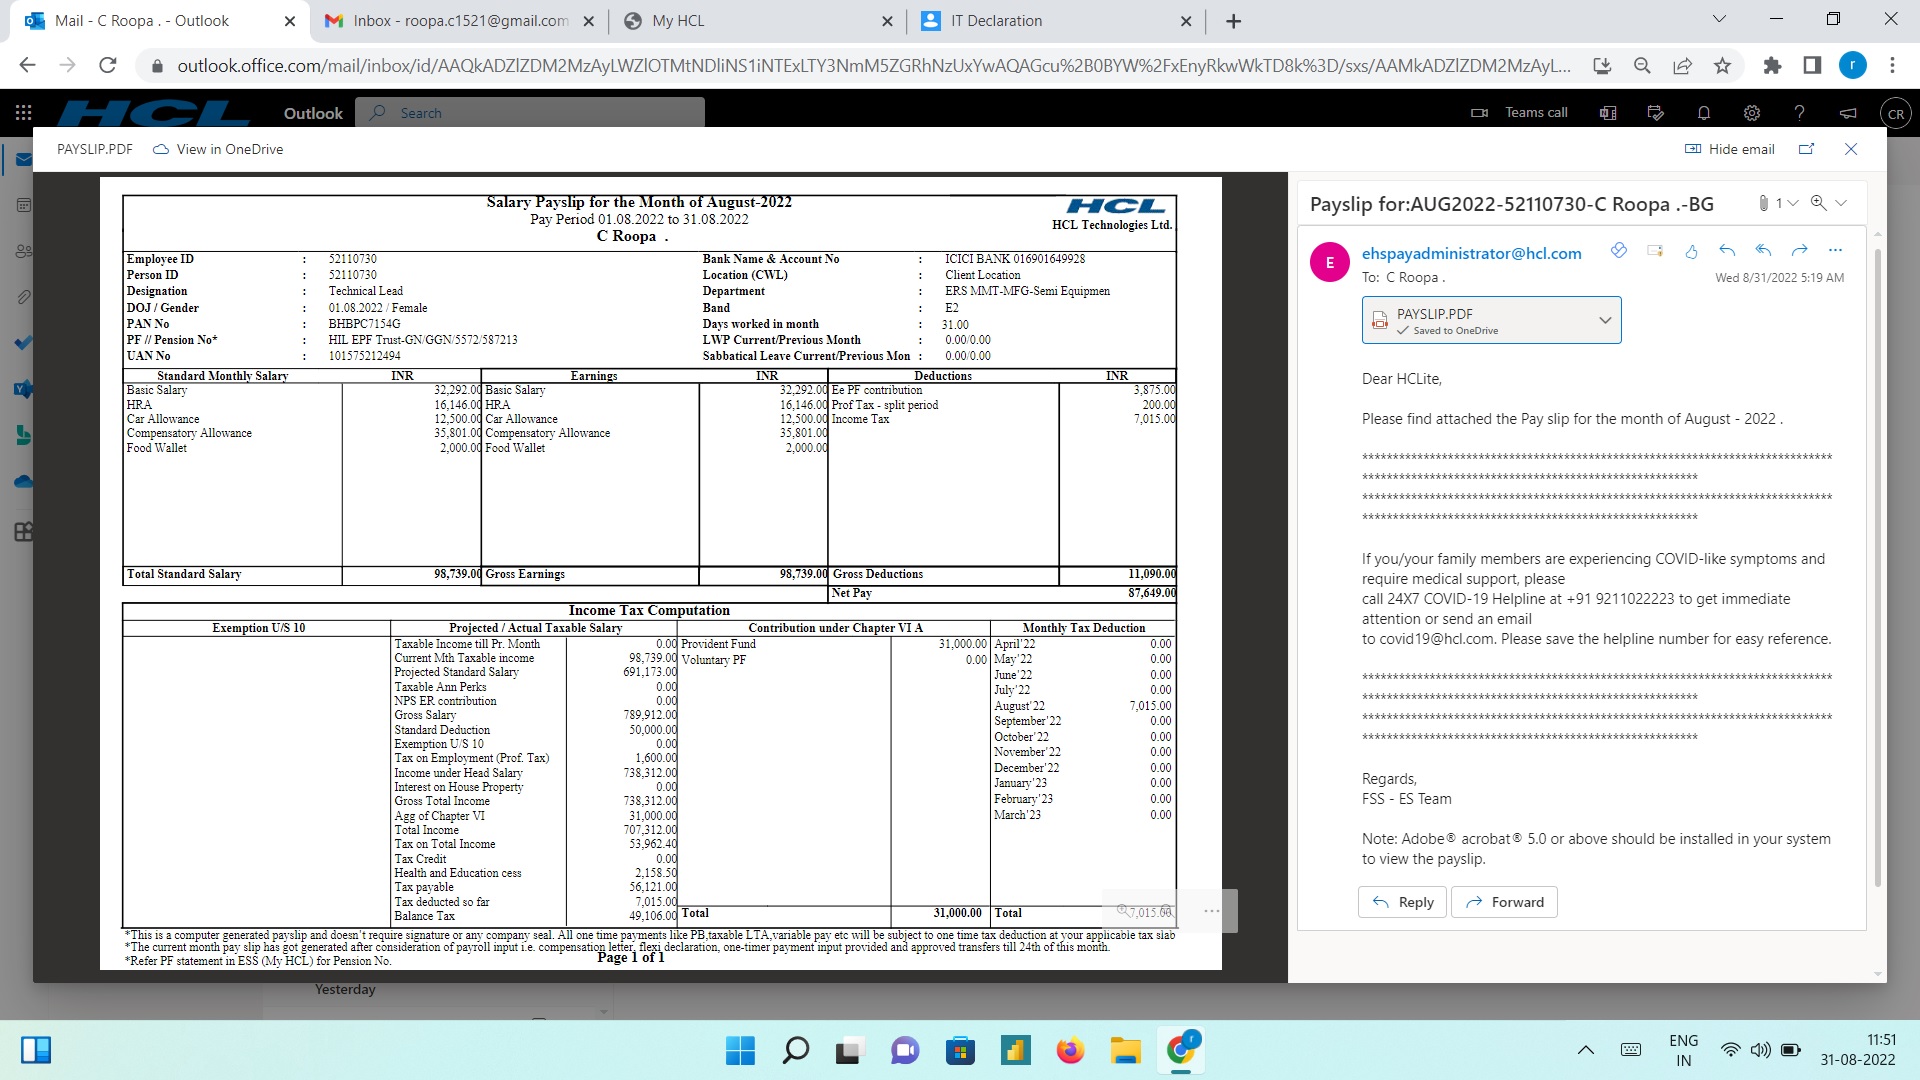 Mail - C Roopa . - Outlook
Inbox - roopa.c1521@gmail.com
My HCL
IT Declaration
outlook.office.com/mail/inbox/id/AAQkADZlZDM2MzAyLWZlOTMtNDliNS1iNTExLTY3NmM5ZGRhNzUxYwAQAGcu%2B0BYW%2FxEnyRkwWkTD8k%3D/sxs/AAMkADZlZDM2MzAyL...
r
HCL
Outlook
Search
Teams call
CR
PAYSLIP.PDF
View in OneDrive
Hide email
Salary Payslip for the Month of August-2022
Pay Period 01.08.2022 to 31.08.2022
C Roopa .
HCL
HCL Technologies Ltd.
Employee ID : 52110730 Bank Name & Account No : ICICI BANK 016901649928
Person ID : 52110730 Location (CWL) : Client Location
Designation : Technical Lead Department : ERS MMT-MFG-Semi Equipmen
DOJ / Gender : 01.08.2022 / Female Band : E2
PAN No : BHBPC7154G Days worked in month : 31.00
PF // Pension No* : HIL EPF Trust-GN/GGN/5572/587213 LWP Current/Previous Month : 0.00/0.00
UAN No : 101575212494 Sabbatical Leave Current/Previous Mon : 0.00/0.00
Standard Monthly Salary INR Earnings INR Deductions INR
Basic Salary 32,292.00 Basic Salary 32,292.00 Ee PF contribution 3,875.00
HRA 16,146.00 HRA 16,146.00 Prof Tax - split period 200.00
Car Allowance 12,500.00 Car Allowance 12,500.00 Income Tax 7,015.00
Compensatory Allowance 35,801.00 Compensatory Allowance 35,801.00
Food Wallet 2,000.00 Food Wallet 2,000.00
Total Standard Salary 98,739.00 Gross Earnings 98,739.00 Gross Deductions 11,090.00
Net Pay 87,649.00
Income Tax Computation
Exemption U/S 10 Projected / Actual Taxable Salary Contribution under Chapter VI A Monthly Tax Deduction
Taxable Income till Pr. Month 0.00 Provident Fund 31,000.00 April'22 0.00
Current Mth Taxable income 98,739.00 Voluntary PF 0.00 May'22 0.00
Projected Standard Salary 691,173.00 June'22 0.00
Taxable Ann Perks 0.00 July'22 0.00
NPS ER contribution 0.00 August'22 7,015.00
Gross Salary 789,912.00 September'22 0.00
Standard Deduction 50,000.00 October'22 0.00
Exemption U/S 10 0.00 November'22 0.00
Tax on Employment (Prof. Tax) 1,600.00 December'22 0.00
Income under Head Salary 738,312.00 January'23 0.00
Interest on House Property 0.00 February'23 0.00
Gross Total Income 738,312.00 March'23 0.00
Agg of Chapter VI 31,000.00
Total Income 707,312.00
Tax on Total Income 53,962.40
Tax Credit 0.00
Health and Education cess 2,158.50
Tax payable 56,121.00
Tax deducted so far 7,015.00
Balance Tax 49,106.00 Total 31,000.00 Total 7,015.00
*This is a computer generated payslip and doesn't require signature or any company seal. All one time payments like PB,taxable LTA,variable pay etc will be subject to one time tax deduction at your applicable tax slab
*The current month pay slip has got generated after consideration of payroll input i.e. compensation letter, flexi declaration, one-timer payment input provided and approved transfers till 24th of this month.
*Refer PF statement in ESS (My HCL) for Pension No.
Page 1 of 1
Payslip for:AUG2022-52110730-C Roopa .-BG
1
E
ehspayadministrator@hcl.com
To: C Roopa .
Wed 8/31/2022 5:19 AM
PAYSLIP.PDF
Saved to OneDrive
Dear HCLite,
Please find attached the Pay slip for the month of August - 2022 .
If you/your family members are experiencing COVID-like symptoms and
require medical support, please
call 24X7 COVID-19 Helpline at +91 9211022223 to get immediate
attention or send an email
to covid19@hcl.com. Please save the helpline number for easy reference.
Regards,
FSS - ES Team
Note: Adobe® acrobat® 5.0 or above should be installed in your system
to view the payslip.
Reply
Forward
Yesterday
ENG
IN
11:51
31-08-2022